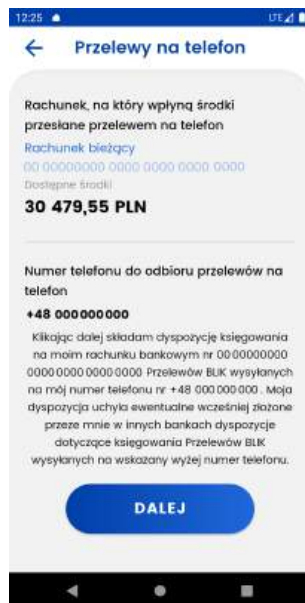 12:25 LTE
Przelewy na telefon
Rachunek, na który wpłyną środki
przesłane przelewem na telefon
Rachunek bieżący
00 00000000 0000 0000 0000 0000
Dostępne środki
30 479,55 PLN
Numer telefonu do odbioru przelewów na
telefon
+48 000 000 000
Klikając dalej składam dyspozycję księgowania
na moim rachunku bankowym nr 00 00000000
0000 0000 0000 0000 Przelewów BLIK wysyłanych
na mój numer telefonu nr +48 000 000 000 . Moja
dyspozycja uchyla ewentualne wcześniej złożone
przeze mnie w innych bankach dyspozycje
dotyczące księgowania Przelewów BLIK
wysyłanych na wskazany wyżej numer telefonu.
DALEJ